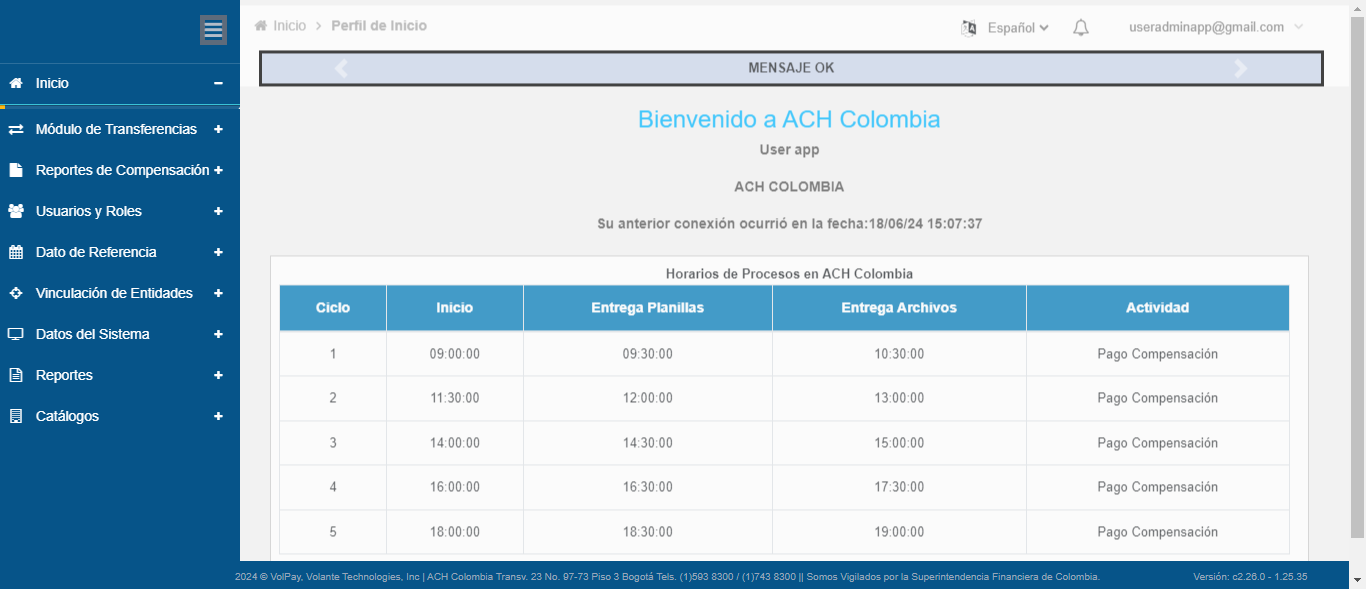 Inicio > Perfil de Inicio
Español
useradminapp@gmail.com
MENSAJE OK
Inicio
Módulo de Transferencias
Reportes de Compensación
Usuarios y Roles
Dato de Referencia
Vinculación de Entidades
Datos del Sistema
Reportes
Catálogos
Bienvenido a ACH Colombia
User app
ACH COLOMBIA
Su anterior conexión ocurrió en la fecha:18/06/24 15:07:37
Horarios de Procesos en ACH Colombia
Ciclo Inicio Entrega Planillas Entrega Archivos Actividad
1 09:00:00 09:30:00 10:30:00 Pago Compensación
2 11:30:00 12:00:00 13:00:00 Pago Compensación
3 14:00:00 14:30:00 15:00:00 Pago Compensación
4 16:00:00 16:30:00 17:30:00 Pago Compensación
5 18:00:00 18:30:00 19:00:00 Pago Compensación
2024 © VolPay, Volante Technologies, Inc | ACH Colombia Transv. 23 No. 97-73 Piso 3 Bogotá Tels. (1)593 8300 / (1)743 8300 || Somos Vigilados por la Superintendencia Financiera de Colombia.
Versión: c2.26.0 - 1.25.35